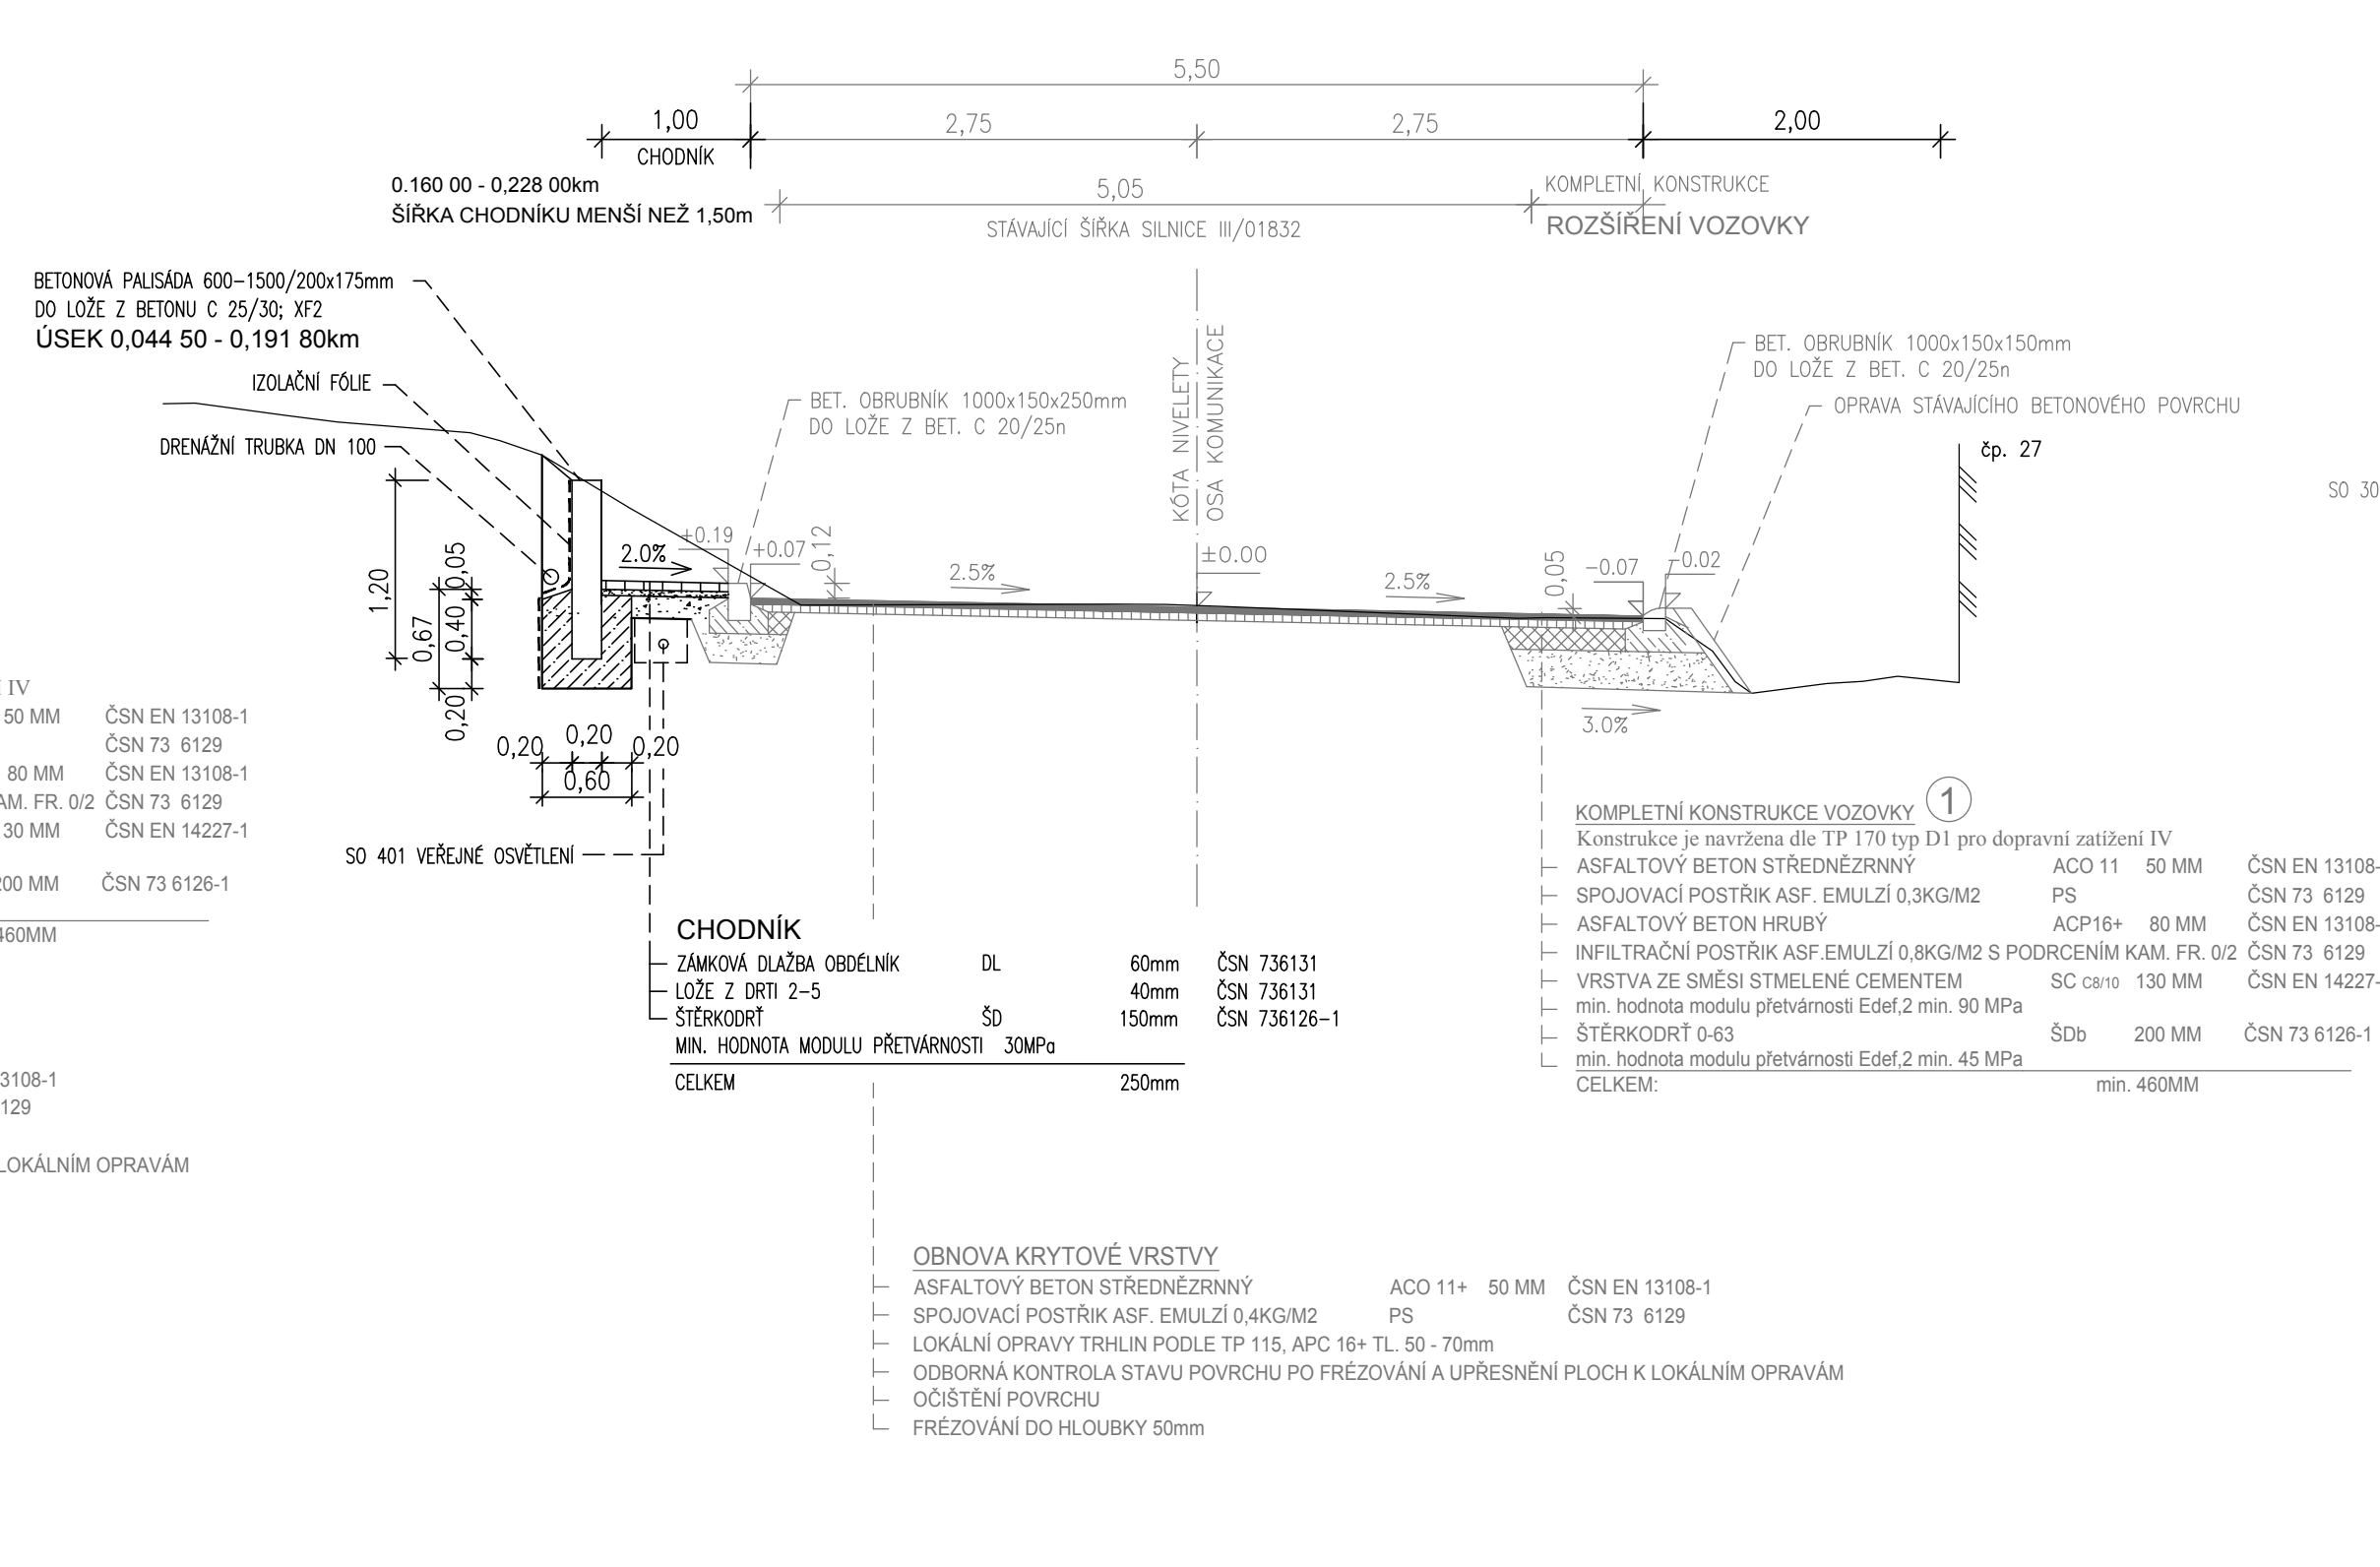 5,50
1,00
2,75
2,75
2,00
CHODNÍK
0.160 00 - 0,228 00km
ŠÍŘKA CHODNÍKU MENŠÍ NEŽ 1,50m
5,05
STÁVAJÍCÍ ŠÍŘKA SILNICE III/01832
KOMPLETNÍ KONSTRUKCE
ROZŠÍŘENÍ VOZOVKY
BETONOVÁ PALISÁDA 600-1500/200x175mm
DO LOŽE Z BETONU C 25/30; XF2
ÚSEK 0,044 50 - 0,191 80km
IZOLAČNÍ FÓLIE
DRENÁŽNÍ TRUBKA DN 100
BET. OBRUBNÍK 1000x150x250mm
DO LOŽE Z BET. C 20/25n
KÓTA NIVELETY
OSA KOMUNIKACE
BET. OBRUBNÍK 1000x150x150mm
DO LOŽE Z BET. C 20/25n
OPRAVA STÁVAJÍCÍHO BETONOVÉHO POVRCHU
čp. 27
SO 30
+0.19
+0.07
0,12
±0.00
2.0%
2.5%
2.5%
0,05
-0.07
-0.02
3.0%
1,20
0,67
0,05
0,40
0,20
0,20
0,20
0,20
0,60
SO 401 VEŘEJNÉ OSVĚTLENÍ
IV
50 MM ČSN EN 13108-1
ČSN 73 6129
80 MM ČSN EN 13108-1
AM. FR. 0/2 ČSN 73 6129
30 MM ČSN EN 14227-1
200 MM ČSN 73 6126-1
460MM
3108-1
129
LOKÁLNÍM OPRAVÁM
CHODNÍK
ZÁMKOVÁ DLAŽBA OBDÉLNÍK DL 60mm ČSN 736131
LOŽE Z DRTI 2-5 40mm ČSN 736131
ŠTĚRKODRŤ ŠD 150mm ČSN 736126-1
MIN. HODNOTA MODULU PŘETVÁRNOSTI 30MPa
CELKEM 250mm
KOMPLETNÍ KONSTRUKCE VOZOVKY 1
Konstrukce je navržena dle TP 170 typ D1 pro dopravní zatížení IV
ASFALTOVÝ BETON STŘEDNĚZRNNÝ ACO 11 50 MM ČSN EN 13108-
SPOJOVACÍ POSTŘIK ASF. EMULZÍ 0,3KG/M2 PS ČSN 73 6129
ASFALTOVÝ BETON HRUBÝ ACP16+ 80 MM ČSN EN 13108-
INFILTRAČNÍ POSTŘIK ASF.EMULZÍ 0,8KG/M2 S PODRCENÍM KAM. FR. 0/2 ČSN 73 6129
VRSTVA ZE SMĚSI STMELENÉ CEMENTEM SC C8/10 130 MM ČSN EN 14227-
min. hodnota modulu přetvárnosti Edef,2 min. 90 MPa
ŠTĚRKODRŤ 0-63 ŠDb 200 MM ČSN 73 6126-1
min. hodnota modulu přetvárnosti Edef,2 min. 45 MPa
CELKEM: min. 460MM
OBNOVA KRYTOVÉ VRSTVY
ASFALTOVÝ BETON STŘEDNĚZRNNÝ ACO 11+ 50 MM ČSN EN 13108-1
SPOJOVACÍ POSTŘIK ASF. EMULZÍ 0,4KG/M2 PS ČSN 73 6129
LOKÁLNÍ OPRAVY TRHLIN PODLE TP 115, APC 16+ TL. 50 - 70mm
ODBORNÁ KONTROLA STAVU POVRCHU PO FRÉZOVÁNÍ A UPŘESNĚNÍ PLOCH K LOKÁLNÍM OPRAVÁM
OČIŠTĚNÍ POVRCHU
FRÉZOVÁNÍ DO HLOUBKY 50mm